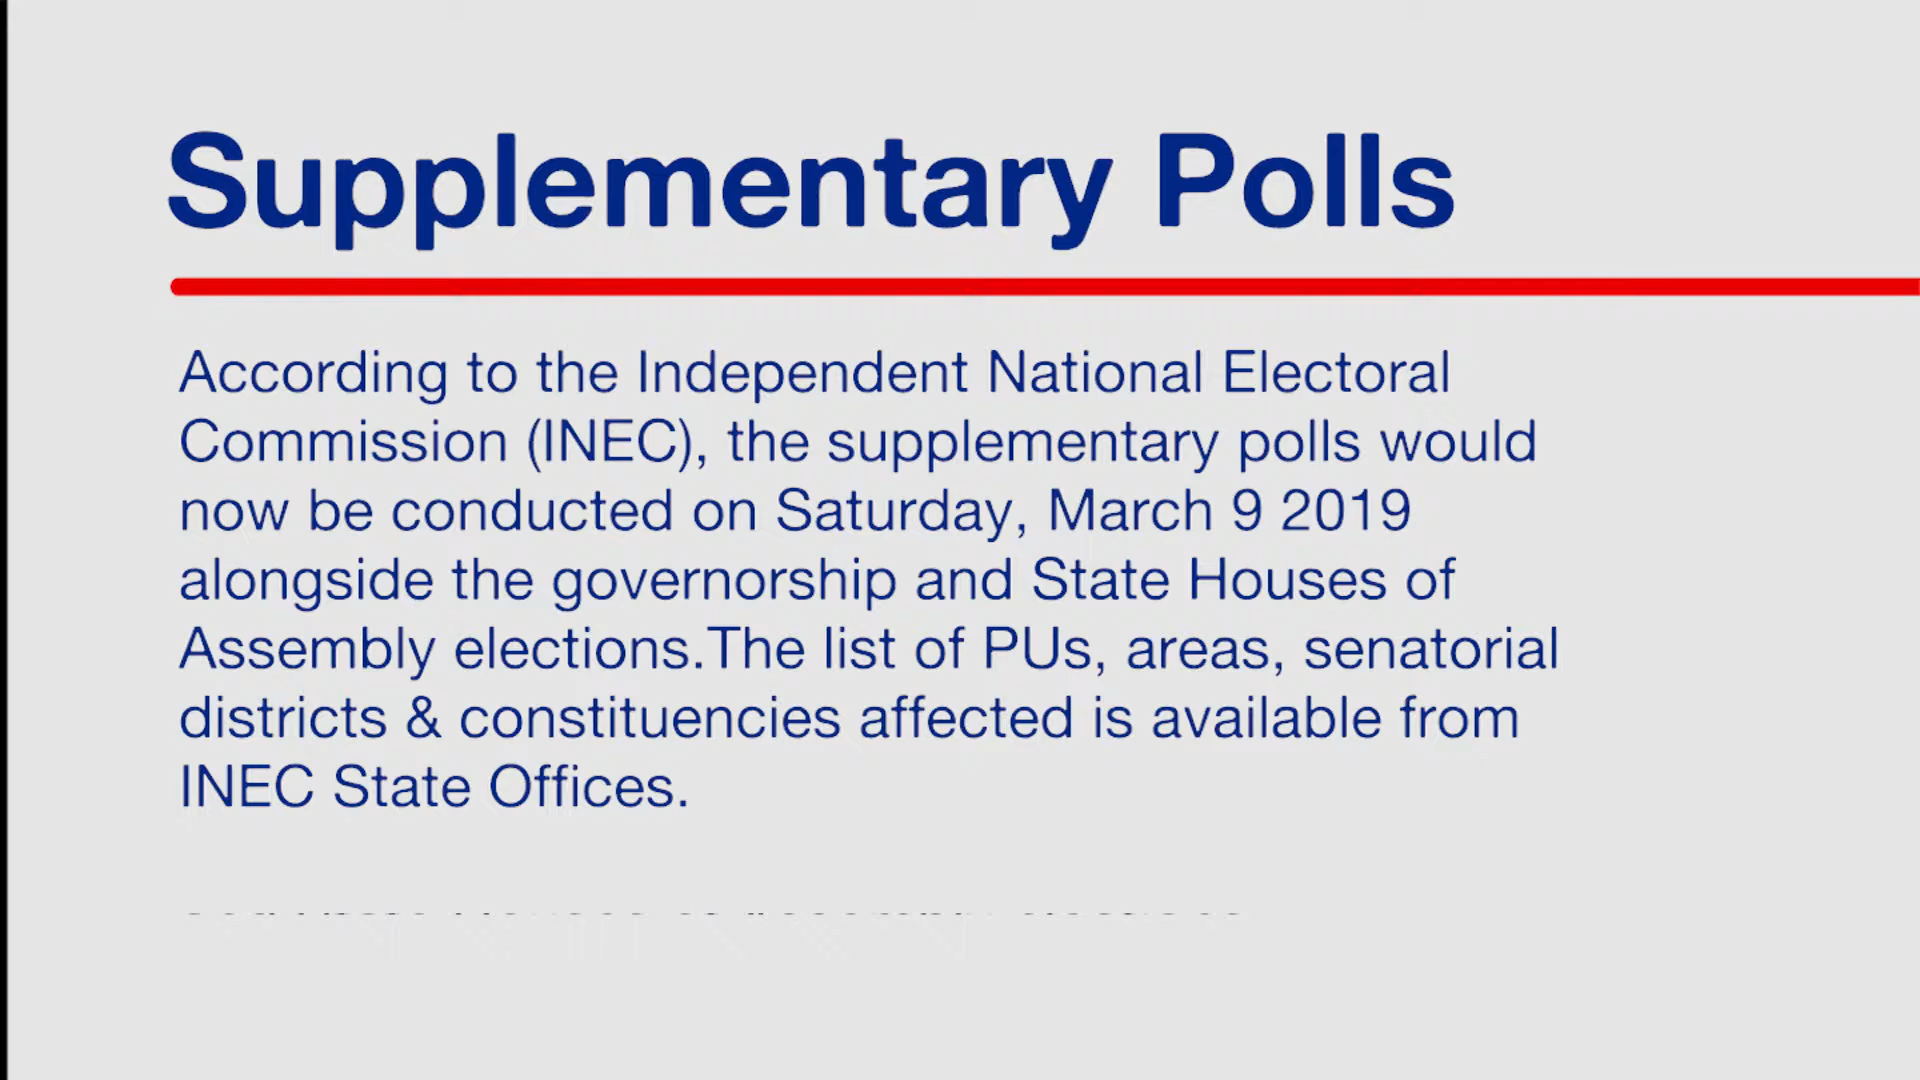 Supplementary Polls
According to the Independent National Electoral
Commission (INEC), the supplementary polls would
now be conducted on Saturday, March 9 2019
alongside the governorship and State Houses of
Assembly elections.The list of PUs, areas, senatorial
districts & constituencies affected is available from
INEC State Offices.